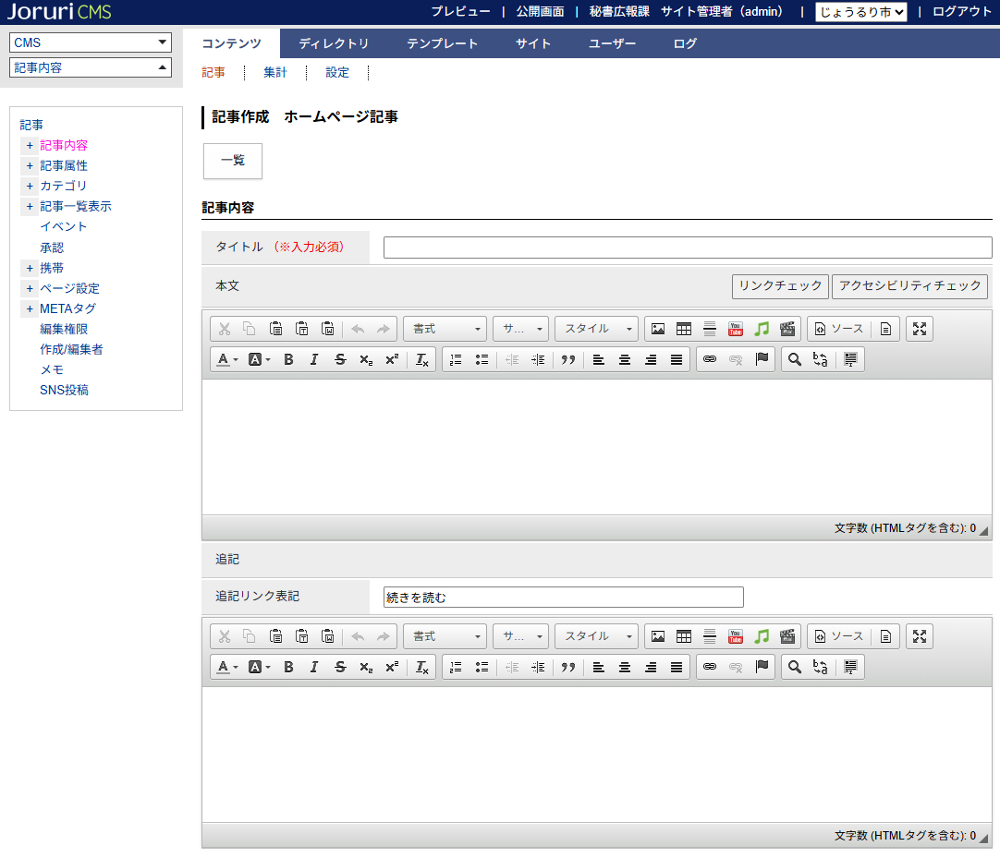 Joruri CMS プレビュー | 公開画面 | 秘書広報課 サイト管理者（admin） | じょうるり市 | ログアウト
CMS
コンテンツ ディレクトリ テンプレート サイト ユーザー ログ
記事内容
記事 集計 設定
記事
+ 記事内容
+ 記事属性
+ カテゴリ
+ 記事一覧表示
イベント
承認
+ 携帯
+ ページ設定
+ METAタグ
編集権限
作成/編集者
メモ
SNS投稿
記事作成 ホームページ記事
一覧
記事内容
タイトル （※入力必須）
本文 リンクチェック アクセシビリティチェック
書式 サ... スタイル You Tube ソース
A A B I S x₂ x² Tx
文字数 (HTMLタグを含む): 0
追記
追記リンク表記 続きを読む
書式 サ... スタイル You Tube ソース
A A B I S x₂ x² Tx
文字数 (HTMLタグを含む): 0